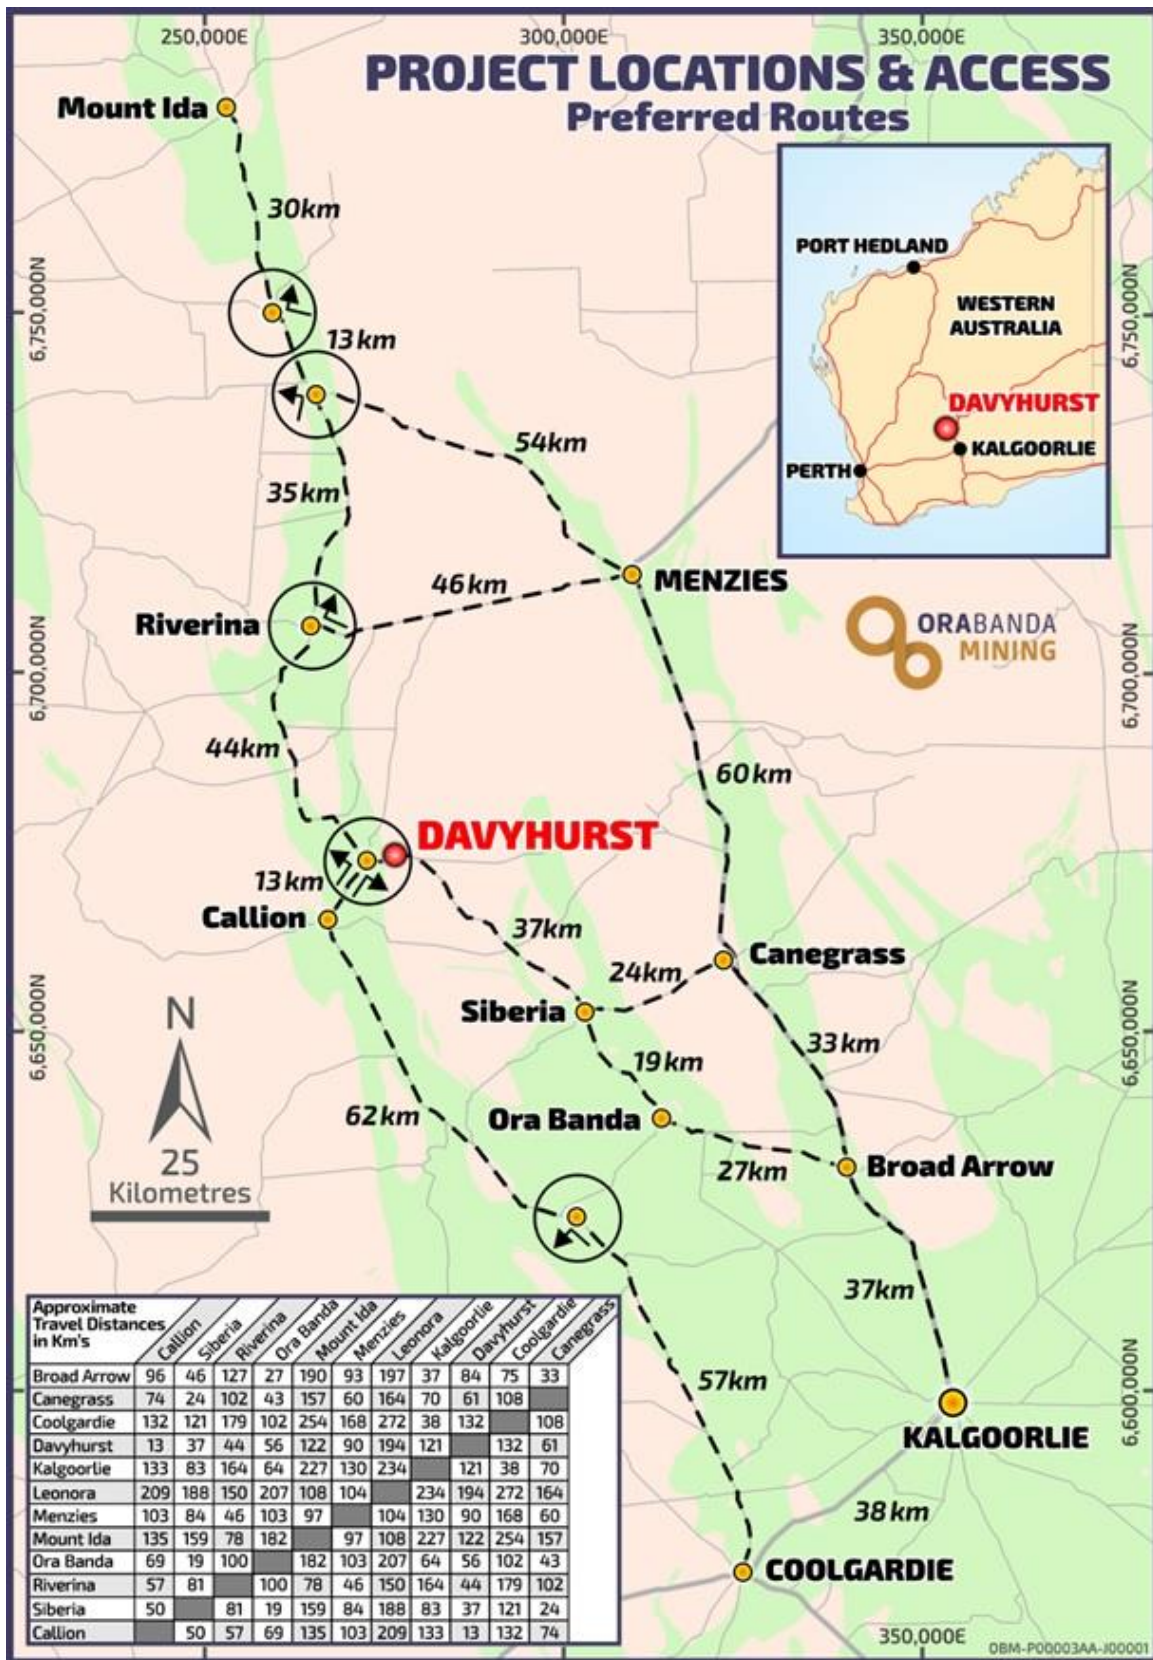 250,000E
300,000E
350,000E
PROJECT LOCATIONS & ACCESS
Preferred Routes
Mount Ida
30km
PORT HEDLAND
WESTERN
AUSTRALIA
DAVYHURST
KALGOORLIE
PERTH
6,750,000N
6,750,000N
13km
54km
35km
46km
MENZIES
Riverina
ORABANDA
MINING
6,700,000N
6,700,000N
44km
60km
DAVYHURST
13km
Callion
37km
Canegrass
24km
Siberia
N
6,650,000N
6,650,000N
33km
19km
62km
Ora Banda
25
Kilometres
27km
Broad Arrow
37km
57km
6,600,000N
KALGOORLIE
38km
COOLGARDIE
350,000E
OBM-P00003AA-J00001
Approximate
Travel Distances
in Km's
Callion Siberia Riverina Ora Banda Mount Ida Menzies Leonora Kalgoorlie Davyhurst Coolgardie Canegrass
Broad Arrow 96 46 127 27 190 93 197 37 84 75 33
Canegrass 74 24 102 43 157 60 164 70 61 108
Coolgardie 132 121 179 102 254 168 272 38 132 108
Davyhurst 13 37 44 56 122 90 194 121 132 61
Kalgoorlie 133 83 164 64 227 130 234 121 38 70
Leonora 209 188 150 207 108 104 234 194 272 164
Menzies 103 84 46 103 97 104 130 90 168 60
Mount Ida 135 159 78 182 97 108 227 122 254 157
Ora Banda 69 19 100 182 103 207 64 56 102 43
Riverina 57 81 100 78 46 150 164 44 179 102
Siberia 50 81 19 159 84 188 83 37 121 24
Callion 50 57 69 135 103 209 133 13 132 74